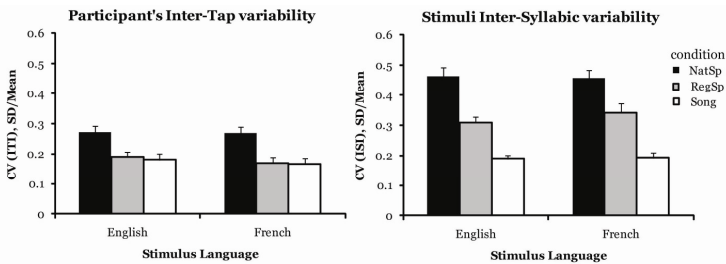 Participant's Inter-Tap variability
0.6
0.5
0.4
0.3
0.2
0.1
0
CV (ITI), SD/Mean
English
French
Stimulus Language
Stimuli Inter-Syllabic variability
0.6
0.5
0.4
0.3
0.2
0.1
0
CV (ISI), SD/Mean
English
French
Stimulus Language
condition
NatSp
RegSp
Song